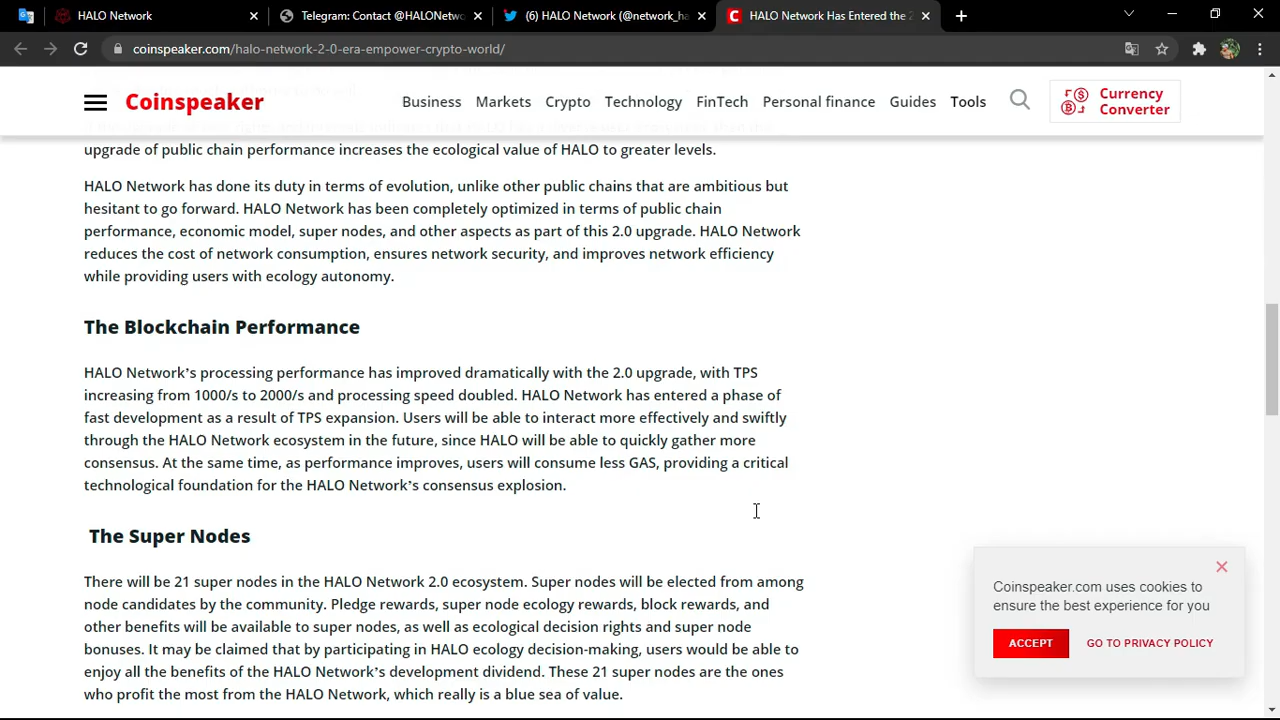 HALO Network
Telegram: Contact @HALONetwo
(6) HALO Network (@network_ha
C HALO Network Has Entered the 2
coinspeaker.com/halo-network-2-0-era-empower-crypto-world/
Coinspeaker
Business Markets Crypto Technology FinTech Personal finance Guides Tools
Currency
Converter
upgrade of public chain performance increases the ecological value of HALO to greater levels.
HALO Network has done its duty in terms of evolution, unlike other public chains that are ambitious but
hesitant to go forward. HALO Network has been completely optimized in terms of public chain
performance, economic model, super nodes, and other aspects as part of this 2.0 upgrade. HALO Network
reduces the cost of network consumption, ensures network security, and improves network efficiency
while providing users with ecology autonomy.
The Blockchain Performance
HALO Network's processing performance has improved dramatically with the 2.0 upgrade, with TPS
increasing from 1000/s to 2000/s and processing speed doubled. HALO Network has entered a phase of
fast development as a result of TPS expansion. Users will be able to interact more effectively and swiftly
through the HALO Network ecosystem in the future, since HALO will be able to quickly gather more
consensus. At the same time, as performance improves, users will consume less GAS, providing a critical
technological foundation for the HALO Network's consensus explosion.
The Super Nodes
There will be 21 super nodes in the HALO Network 2.0 ecosystem. Super nodes will be elected from among
node candidates by the community. Pledge rewards, super node ecology rewards, block rewards, and
other benefits will be available to super nodes, as well as ecological decision rights and super node
bonuses. It may be claimed that by participating in HALO ecology decision-making, users would be able to
enjoy all the benefits of the HALO Network's development dividend. These 21 super nodes are the ones
who profit the most from the HALO Network, which really is a blue sea of value.
Coinspeaker.com uses cookies to
ensure the best experience for you
ACCEPT GO TO PRIVACY POLICY